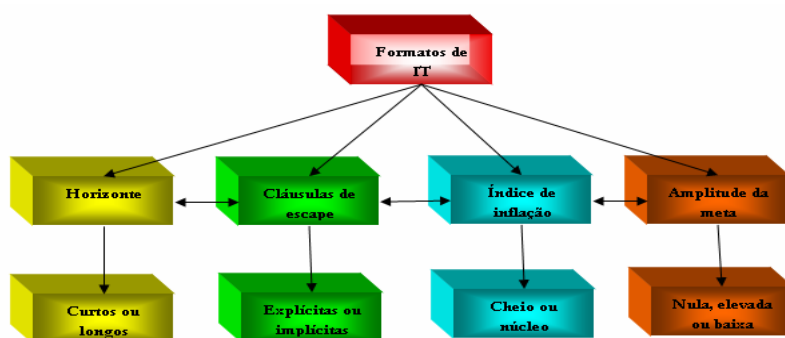 Formatos de
IT
Horizonte
Cláusulas de
escape
Índice de
inflação
Amplitude da
meta
Curtos ou
longos
Explícitas ou
implícitas
Cheio ou
núcleo
Nula, elevada
ou baixa